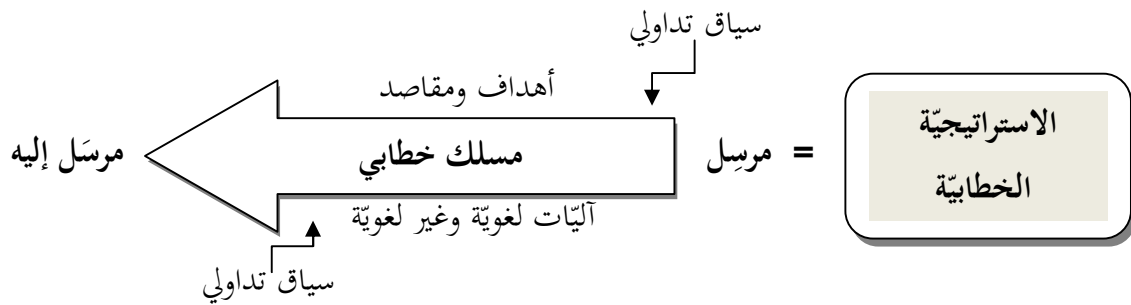 سياق تداولي
أهداف ومقاصد
الاستراتيجيّة
الخطابيّة
=
مرسِل
مسلك خطابي
مرسَل إليه
آليّات لغويّة وغير لغويّة
سياق تداولي